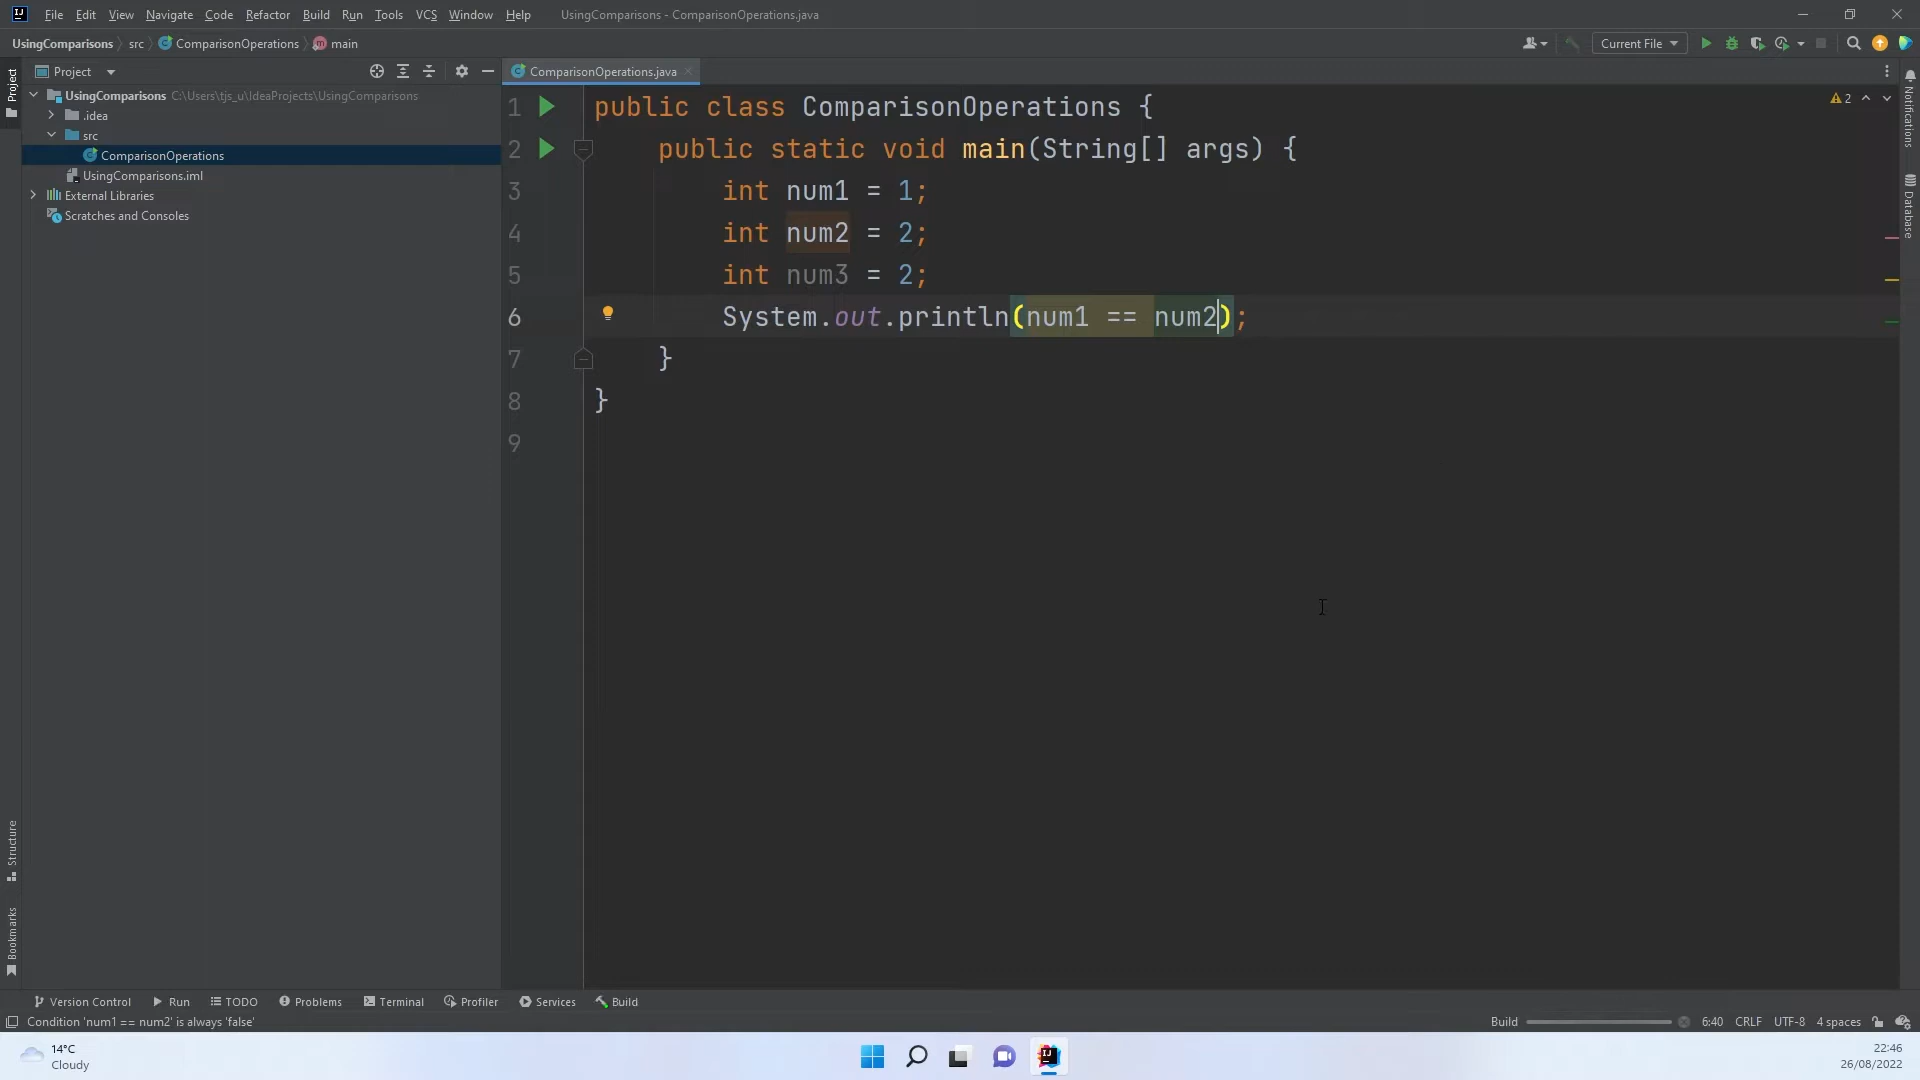 File Edit View Navigate Code Refactor Build Run Tools VCS Window Help UsingComparisons - ComparisonOperations.java
UsingComparisons src ComparisonOperations main Current File
Project
ComparisonOperations.java
UsingComparisons C:\Users\tjs_u\IdeaProjects\UsingComparisons
.idea
src
ComparisonOperations
UsingComparisons.iml
External Libraries
Scratches and Consoles
Project
Structure
Bookmarks
1 public class ComparisonOperations {
2 public static void main(String[] args) {
3 int num1 = 1;
4 int num2 = 2;
5 int num3 = 2;
6 System.out.println(num1 == num2);
7 }
8 }
9
2
Notifications
Database
Version Control Run TODO Problems Terminal Profiler Services Build
Condition 'num1 == num2' is always 'false' Build 6:40 CRLF UTF-8 4 spaces
14°C
Cloudy
22:46
26/08/2022